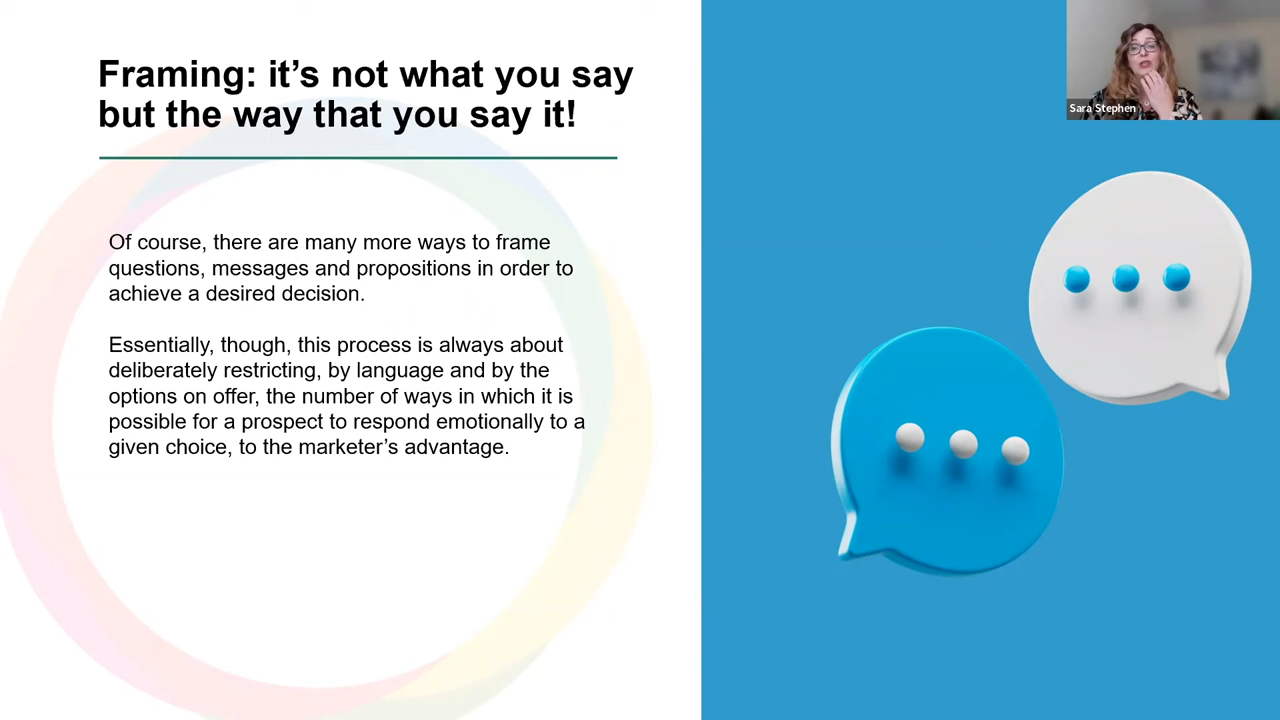 Framing: it’s not what you say
but the way that you say it!
Of course, there are many more ways to frame
questions, messages and propositions in order to
achieve a desired decision.
Essentially, though, this process is always about
deliberately restricting, by language and by the
options on offer, the number of ways in which it is
possible for a prospect to respond emotionally to a
given choice, to the marketer’s advantage.
Sara Stephen